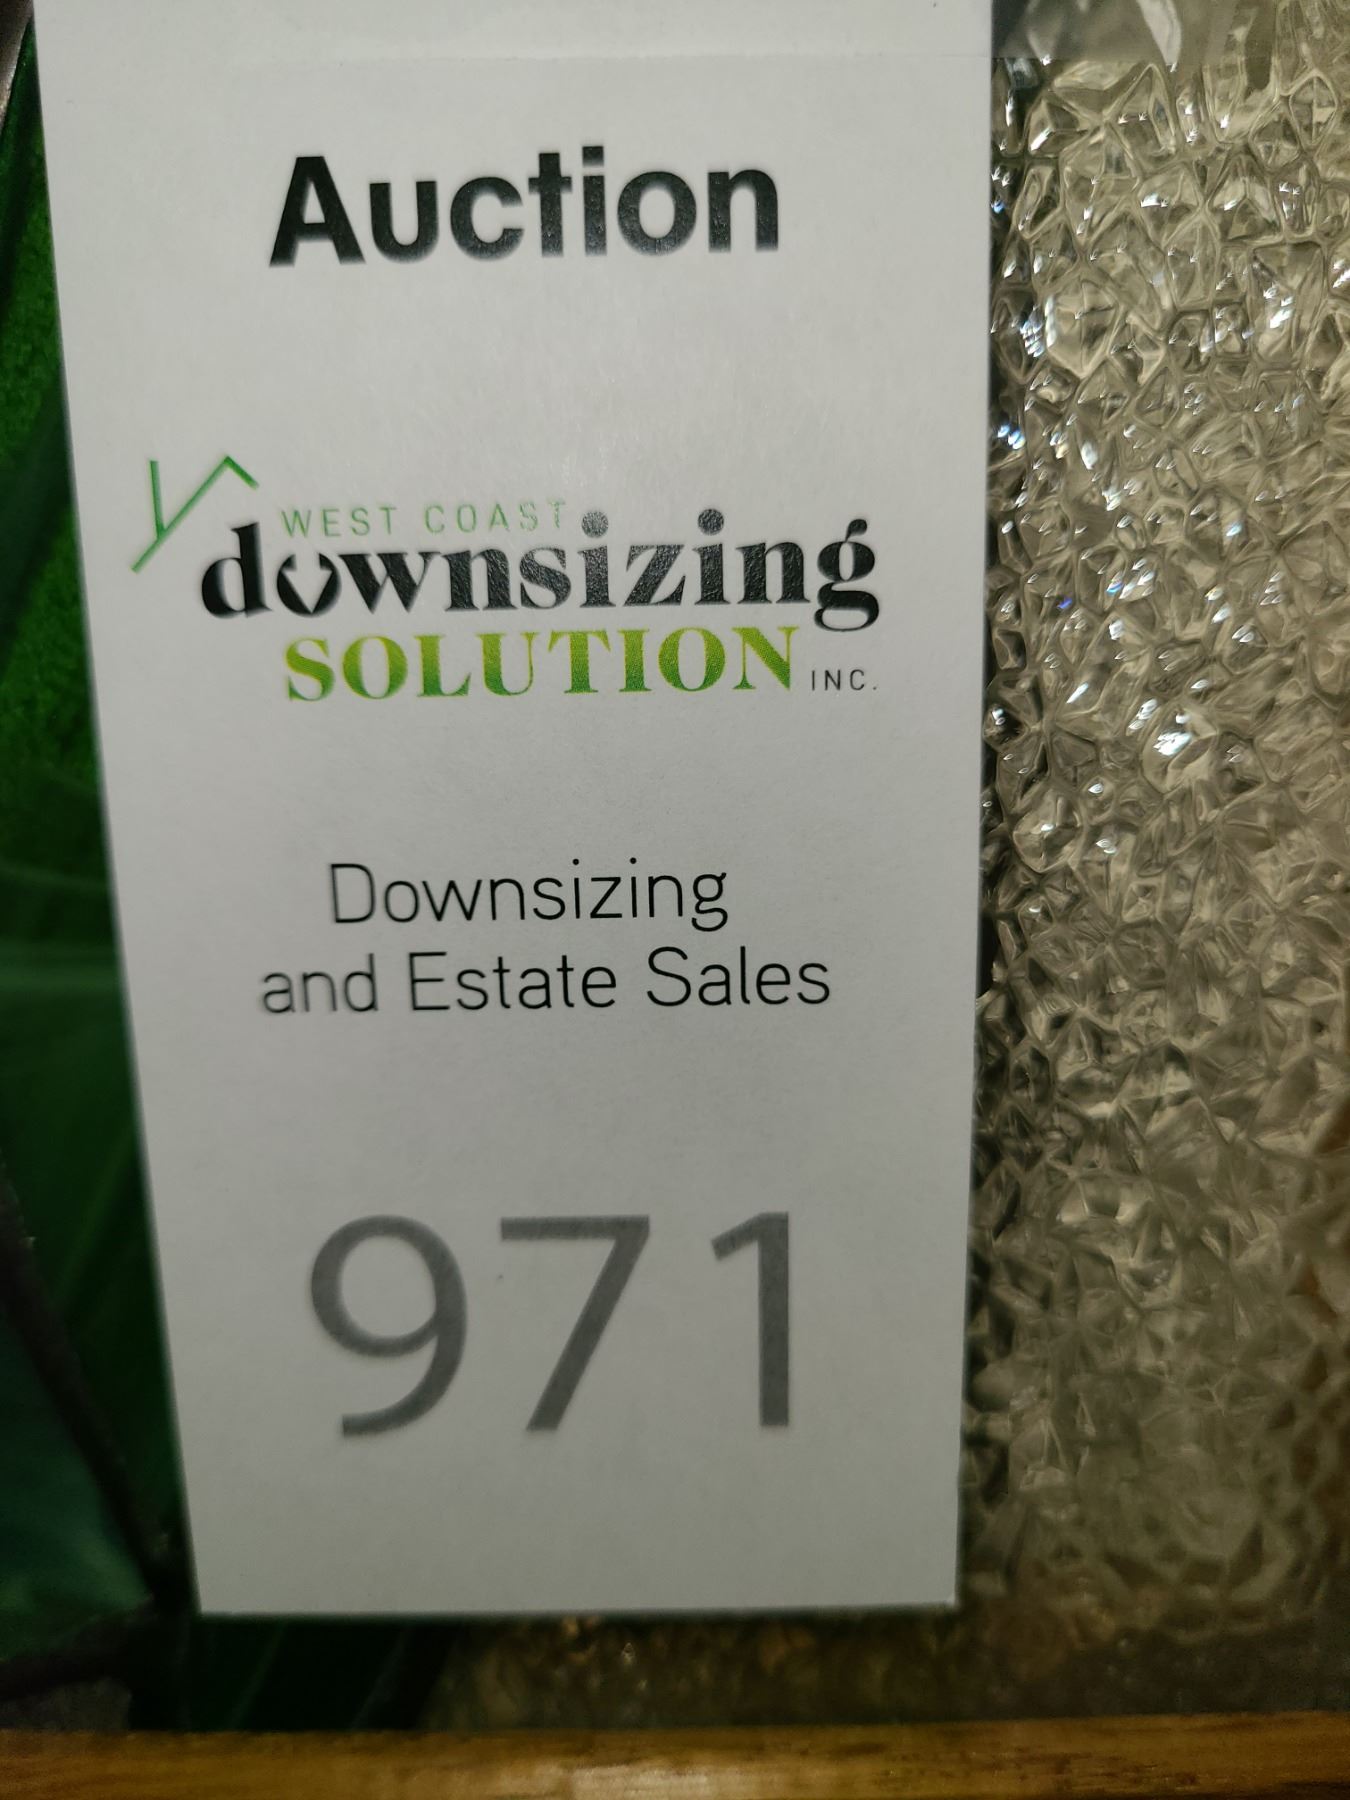 Auction
WEST COAST
downsizing
SOLUTION INC.
Downsizing
and Estate Sales
971